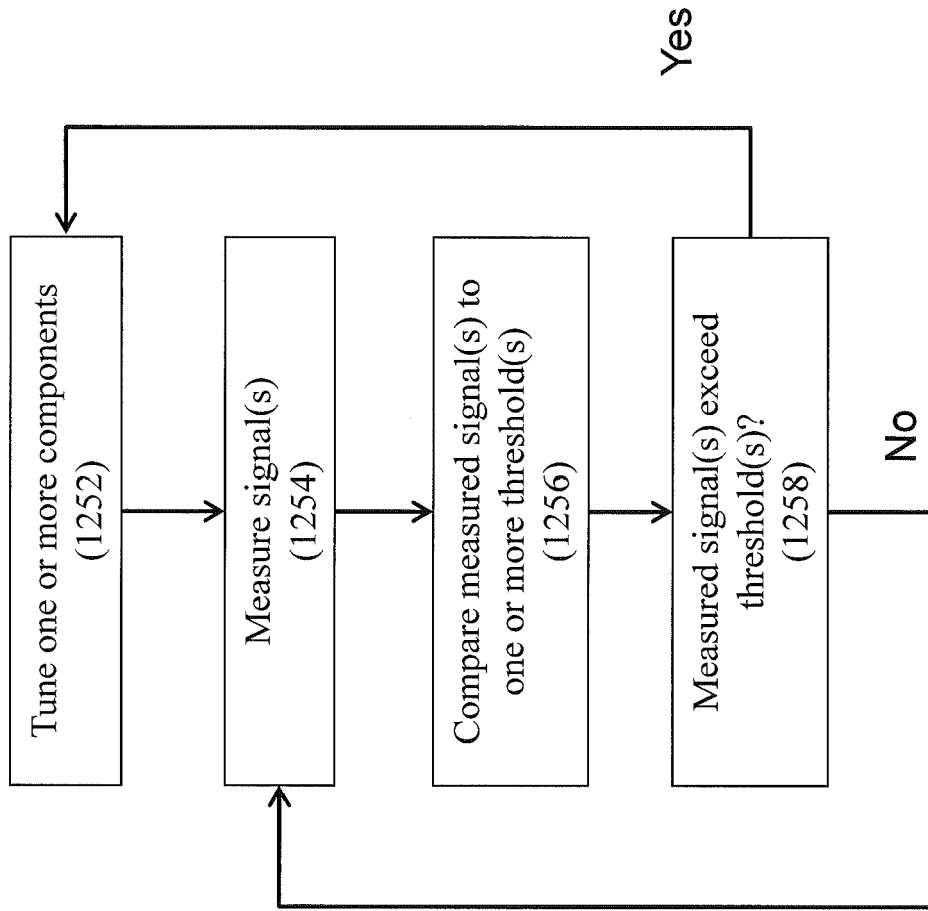 Tune one or more components
(1252)
Measure signal(s)
(1254)
Compare measured signal(s) to
one or more threshold(s)
(1256)
Measured signal(s) exceed
threshold(s)?
(1258)
Yes
No